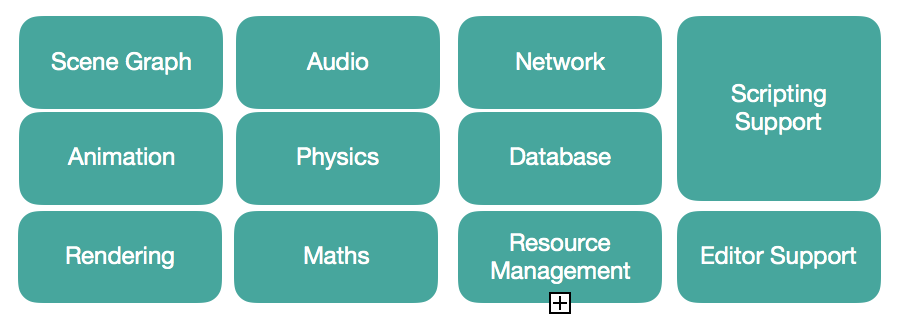 Scene Graph
Audio
Network
Scripting
Support
Animation
Physics
Database
Rendering
Maths
Resource
Management
Editor Support